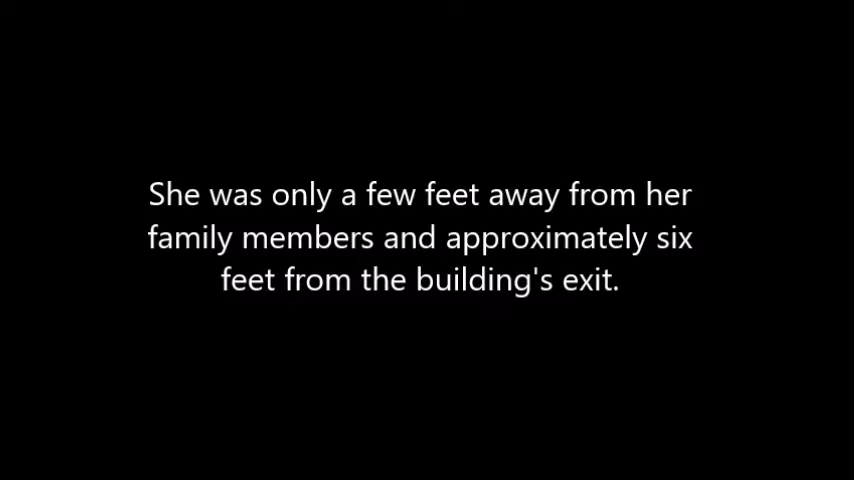 She was only a few feet away from her
family members and approximately six
feet from the building's exit.